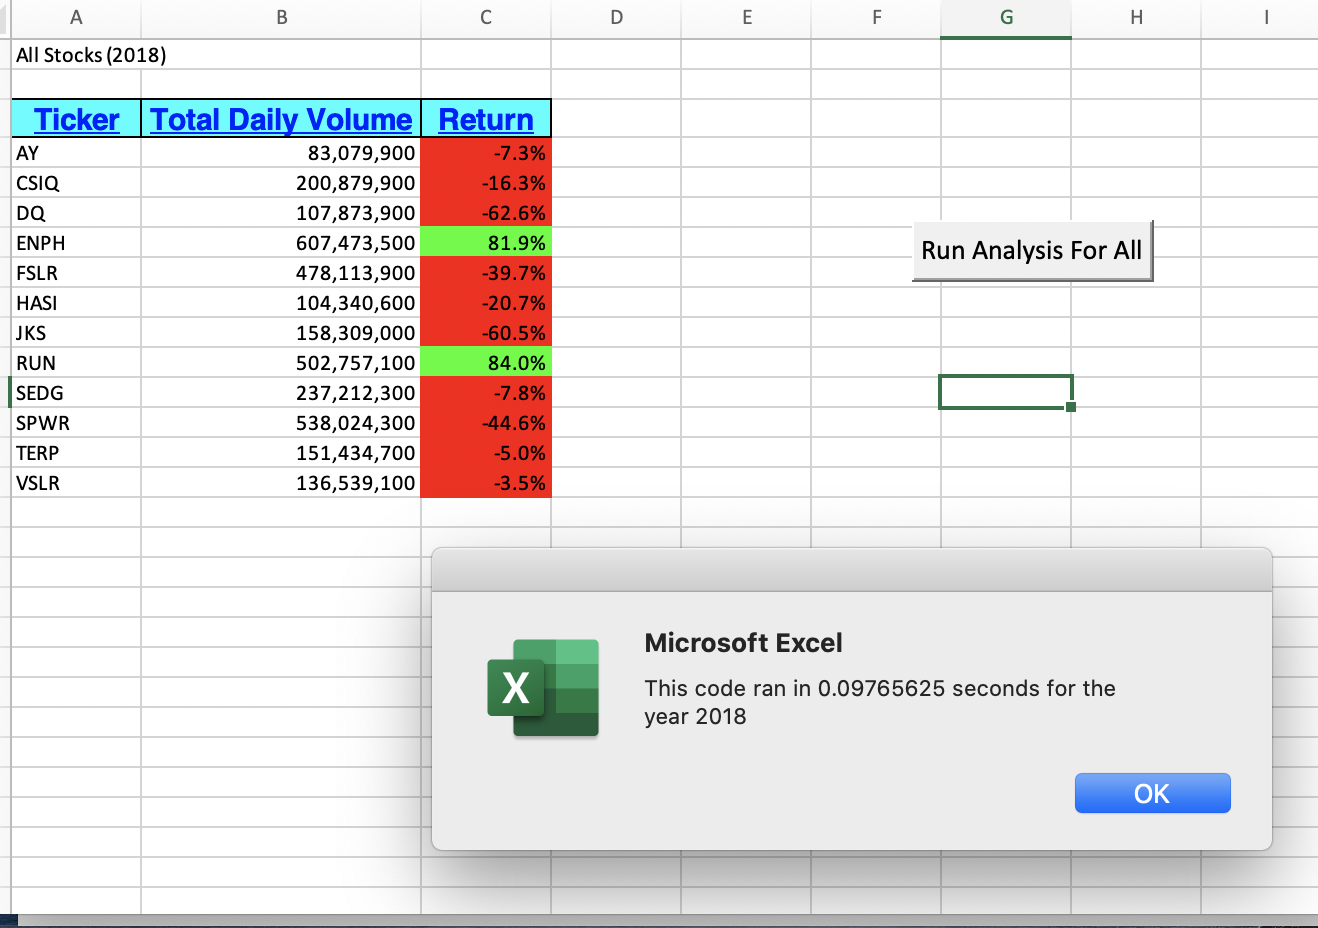 A B C D E F G H I
All Stocks (2018)
Ticker Total Daily Volume Return
AY 83,079,900 -7.3%
CSIQ 200,879,900 -16.3%
DQ 107,873,900 -62.6%
ENPH 607,473,500 81.9%
FSLR 478,113,900 -39.7%
HASI 104,340,600 -20.7%
JKS 158,309,000 -60.5%
RUN 502,757,100 84.0%
SEDG 237,212,300 -7.8%
SPWR 538,024,300 -44.6%
TERP 151,434,700 -5.0%
VSLR 136,539,100 -3.5%
Run Analysis For All
X
Microsoft Excel
This code ran in 0.09765625 seconds for the
year 2018
OK